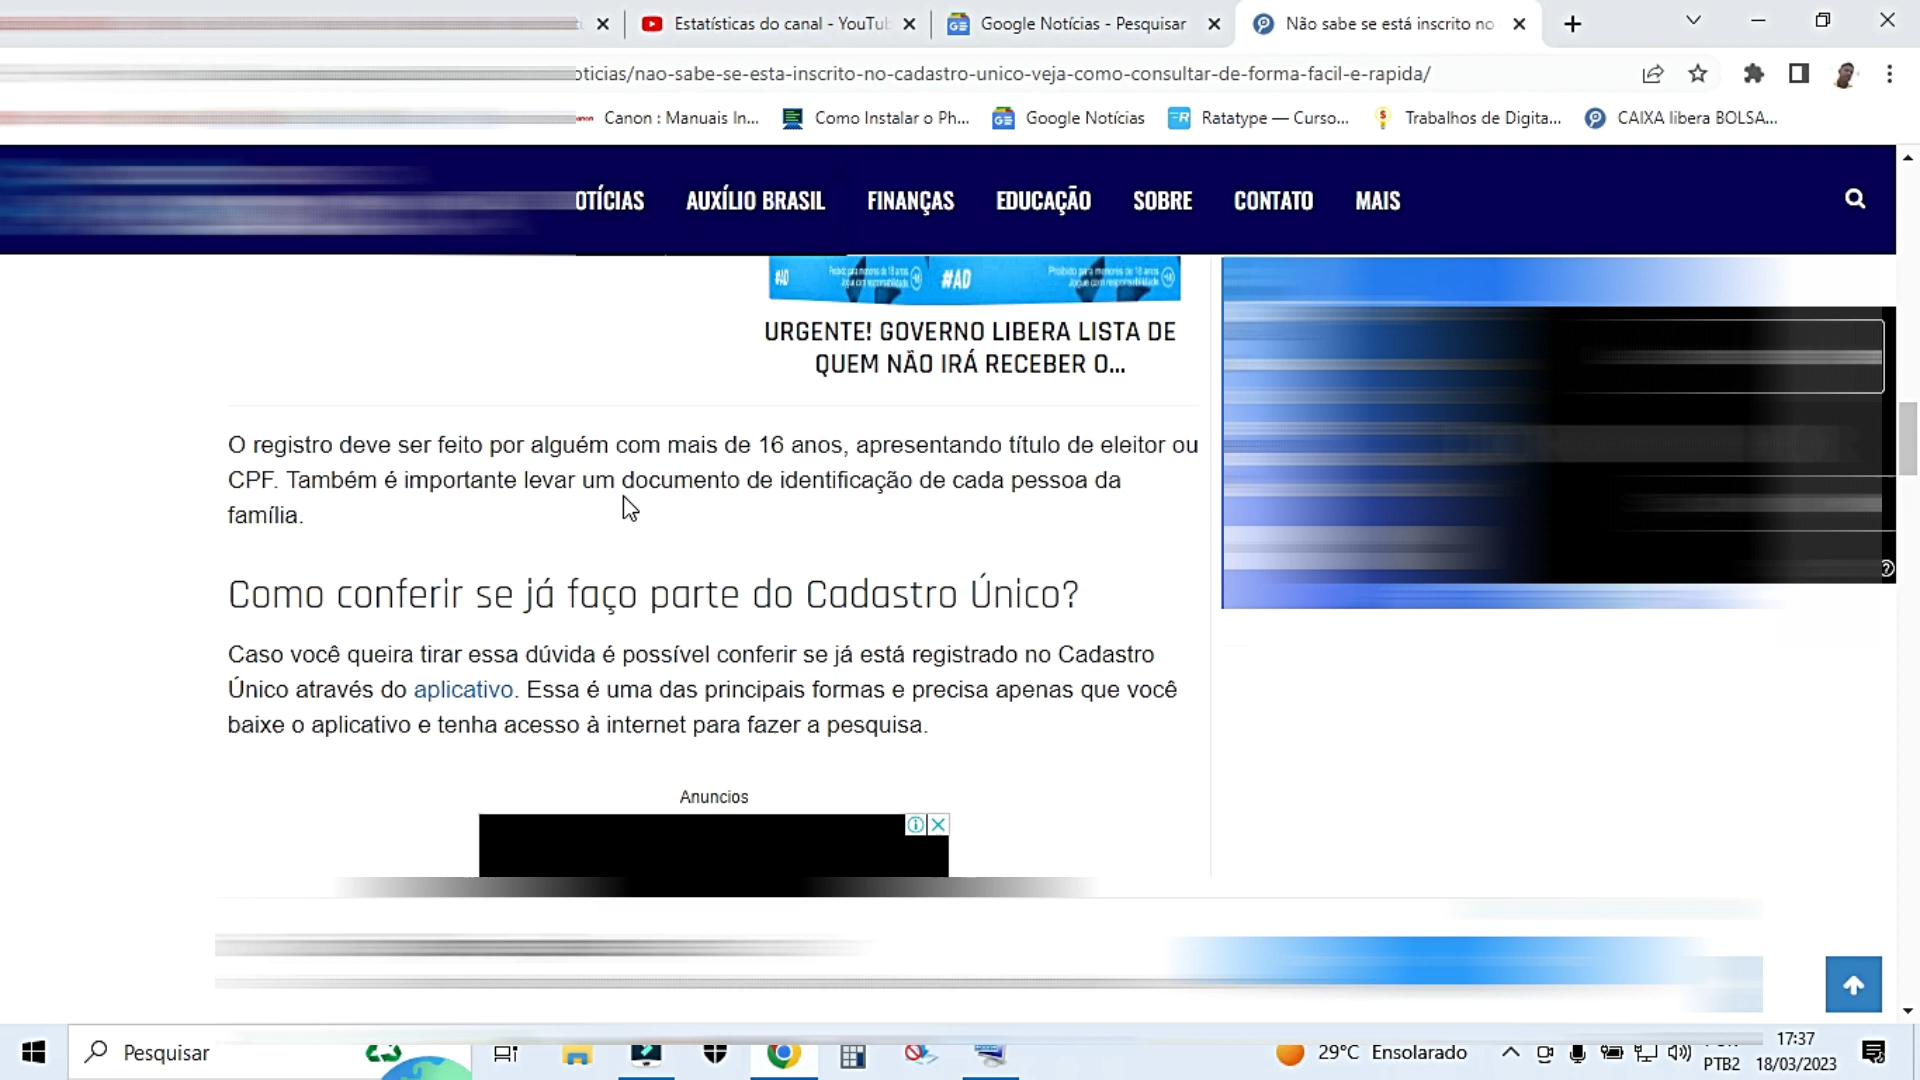 Estatísticas do canal - YouTu
Google Notícias - Pesquisar
Não sabe se está inscrito no
oticias/nao-sabe-se-esta-inscrito-no-cadastro-unico-veja-como-consultar-de-forma-facil-e-rapida/
Canon : Manuais In...
Como Instalar o Ph...
Google Notícias
Ratatype — Curso...
Trabalhos de Digita...
CAIXA libera BOLSA...
OTÍCIAS
AUXÍLIO BRASIL
FINANÇAS
EDUCAÇÃO
SOBRE
CONTATO
MAIS
#AD
#AD
URGENTE! GOVERNO LIBERA LISTA DE
QUEM NÃO IRÁ RECEBER O...
O registro deve ser feito por alguém com mais de 16 anos, apresentando título de eleitor ou
CPF. Também é importante levar um documento de identificação de cada pessoa da
família.
Como conferir se já faço parte do Cadastro Único?
Caso você queira tirar essa dúvida é possível conferir se já está registrado no Cadastro
Único através do aplicativo. Essa é uma das principais formas e precisa apenas que você
baixe o aplicativo e tenha acesso à internet para fazer a pesquisa.
Anuncios
Pesquisar
29°C Ensolarado
PTB2
17:37
18/03/2023